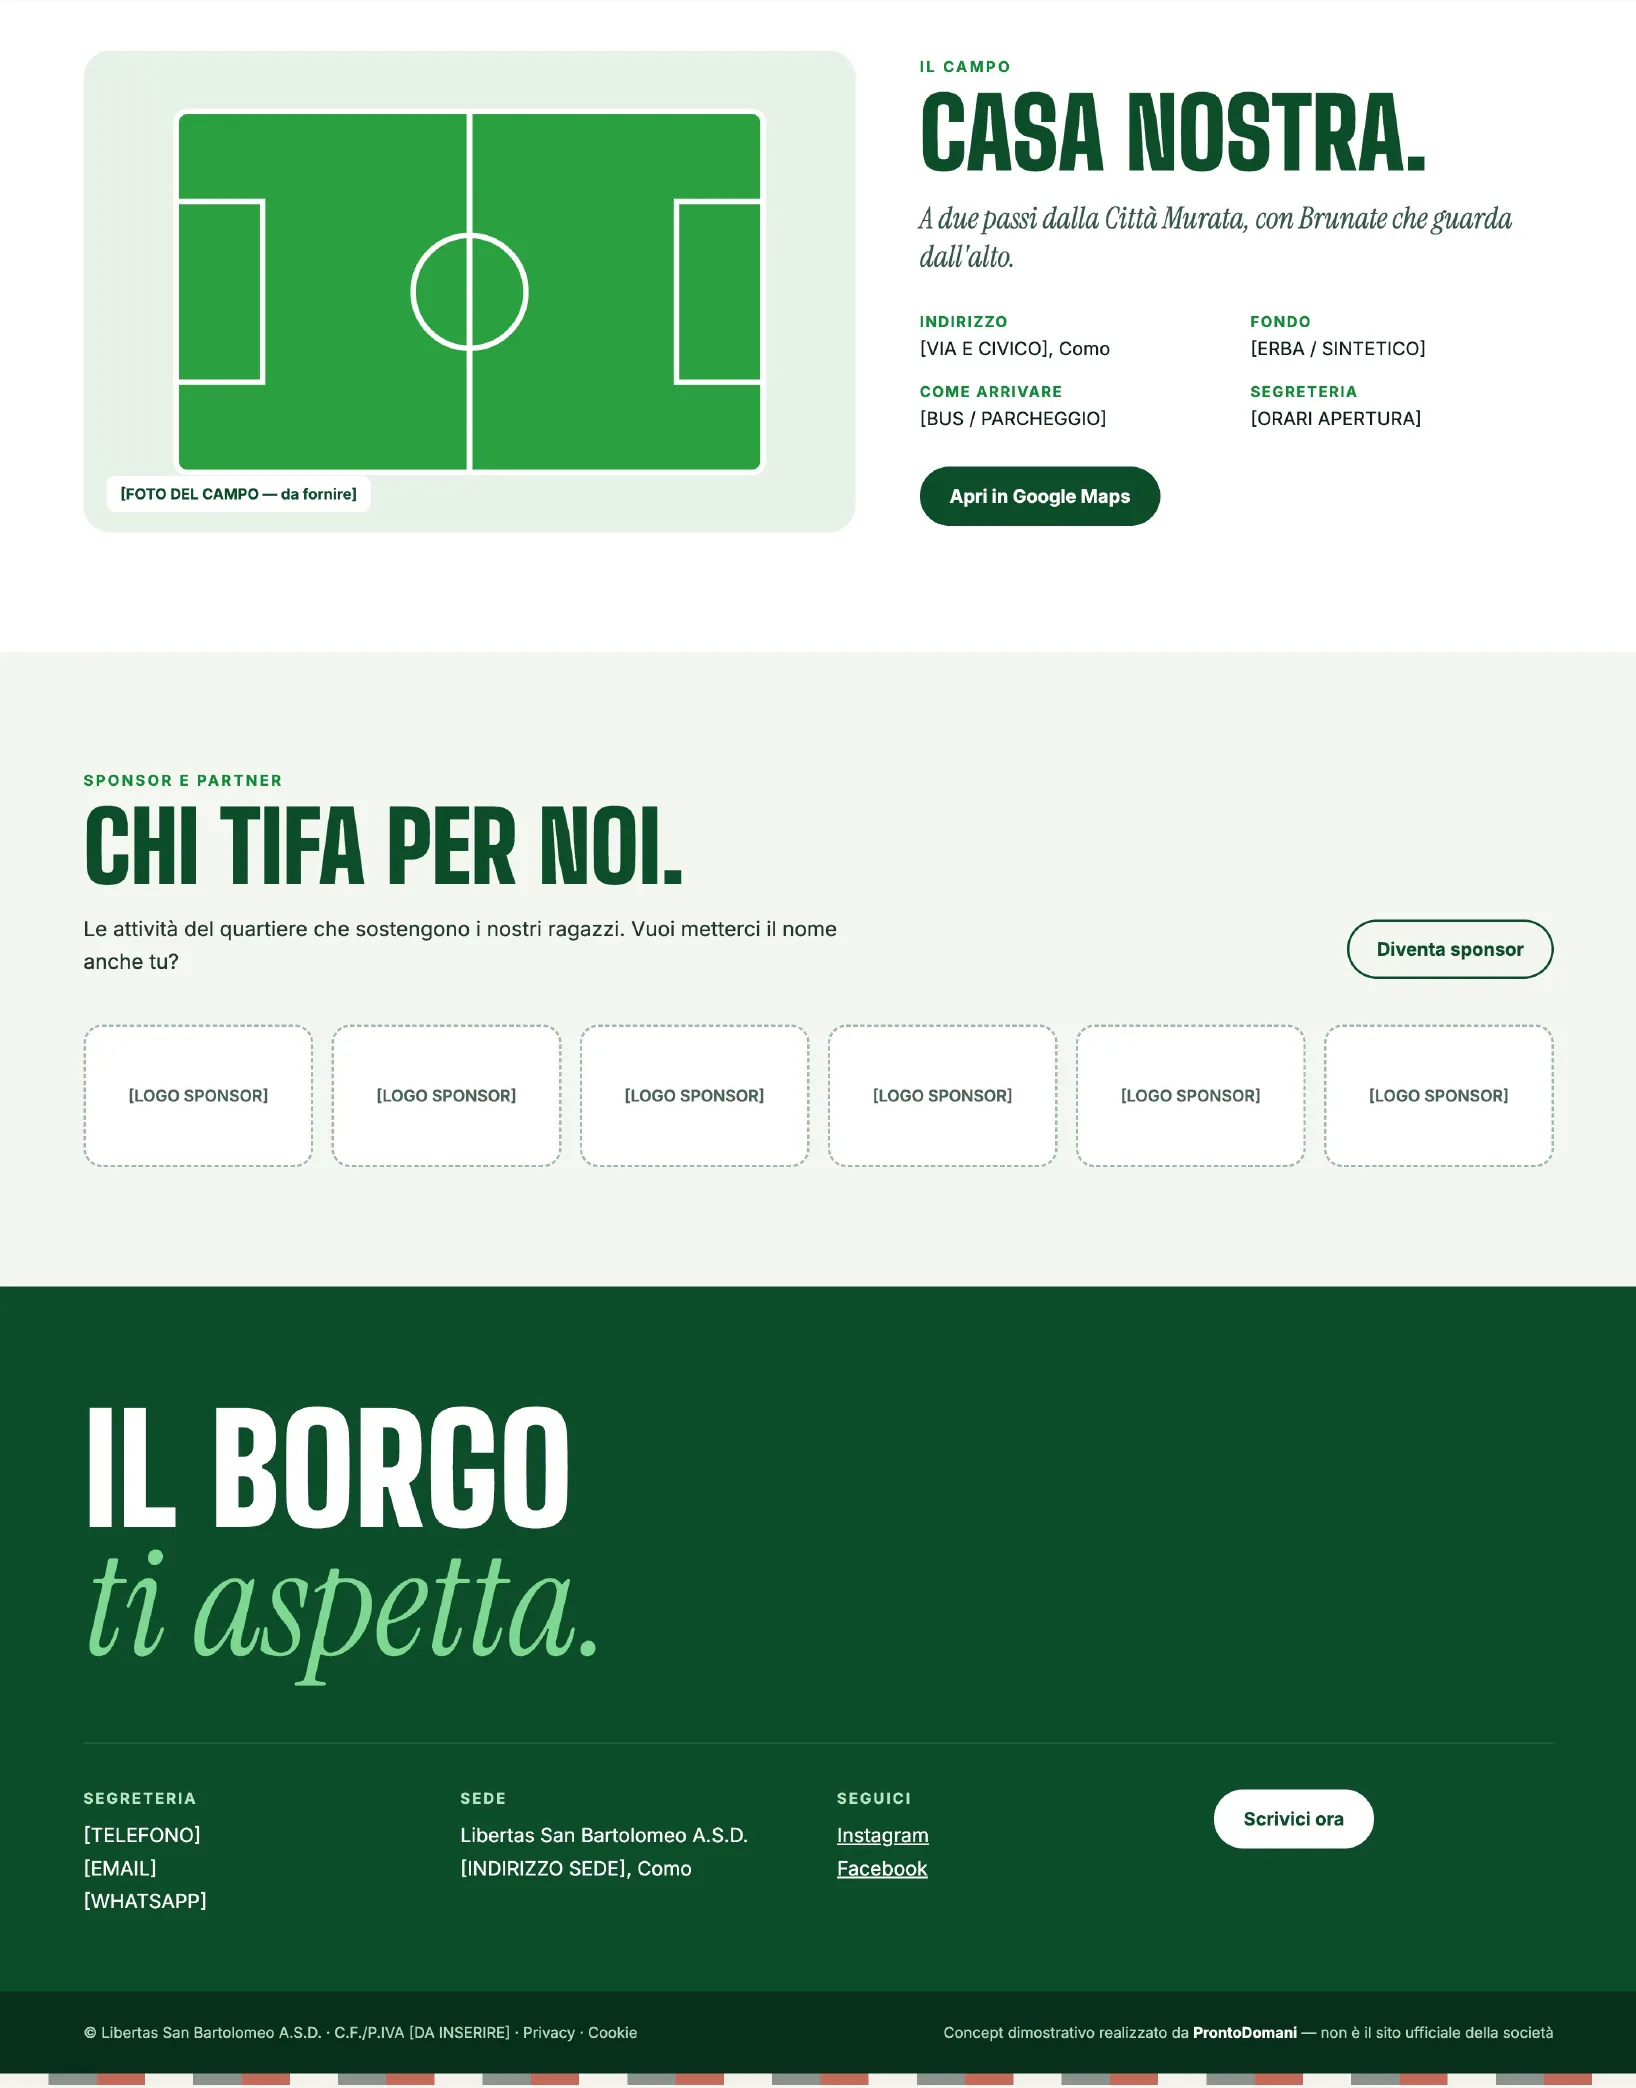 IL CAMPO
CASA NOSTRA.
A due passi dalla Città Murata, con Brunate che guarda
dall'alto.
INDIRIZZO
[VIA E CIVICO], Como
FONDO
[ERBA / SINTETICO]
COME ARRIVARE
[BUS / PARCHEGGIO]
SEGRETERIA
[ORARI APERTURA]
[FOTO DEL CAMPO — da fornire]
Apri in Google Maps
SPONSOR E PARTNER
CHI TIFA PER NOI.
Le attività del quartiere che sostengono i nostri ragazzi. Vuoi metterci il nome
anche tu?
Diventa sponsor
[LOGO SPONSOR]
[LOGO SPONSOR]
[LOGO SPONSOR]
[LOGO SPONSOR]
[LOGO SPONSOR]
[LOGO SPONSOR]
IL BORGO
ti aspetta.
SEGRETERIA
[TELEFONO]
[EMAIL]
[WHATSAPP]
SEDE
Libertas San Bartolomeo A.S.D.
[INDIRIZZO SEDE], Como
SEGUICI
Instagram
Facebook
Scrivici ora
© Libertas San Bartolomeo A.S.D. · C.F./P.IVA [DA INSERIRE] · Privacy · Cookie
Concept dimostrativo realizzato da ProntoDomani — non è il sito ufficiale della società